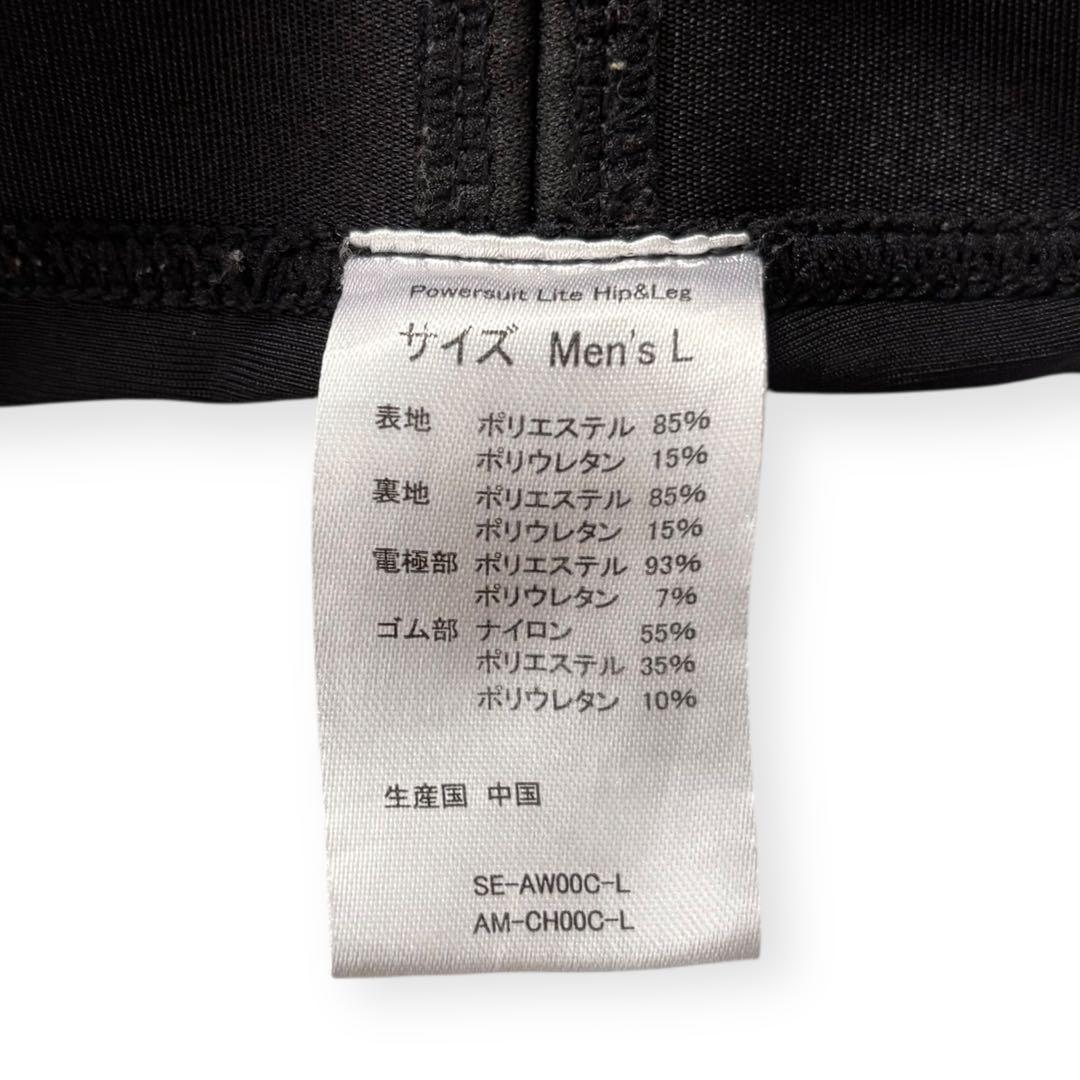 Powersuit Lite Hip&Leg
サイズ Men's L
表地 ポリエステル 85%
ポリウレタン 15%
裏地 ポリエステル 85%
ポリウレタン 15%
電極部 ポリエステル 93%
ポリウレタン 7%
ゴム部 ナイロン 55%
ポリエステル 35%
ポリウレタン 10%
生産国 中国
SE-AW00C-L
AM-CH00C-L